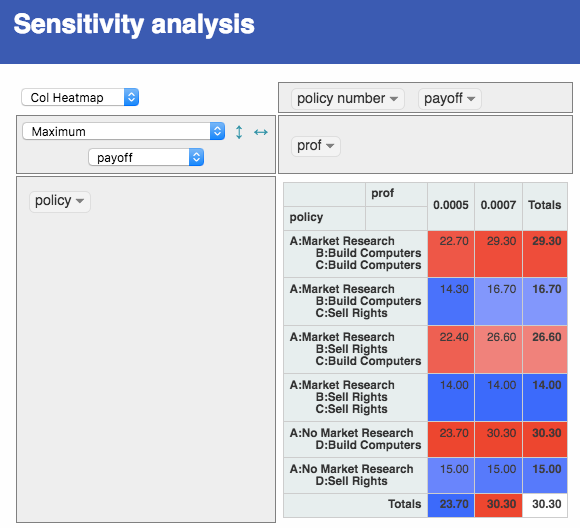 Sensitivity analysis
Col Heatmap
policy number payoff
Maximum
payoff
prof
policy
prof 0.0005 0.0007 Totals
policy
A:Market Research 22.70 29.30 29.30
B:Build Computers
C:Build Computers
A:Market Research 14.30 16.70 16.70
B:Build Computers
C:Sell Rights
A:Market Research 22.40 26.60 26.60
B:Sell Rights
C:Build Computers
A:Market Research 14.00 14.00 14.00
B:Sell Rights
C:Sell Rights
A:No Market Research 23.70 30.30 30.30
D:Build Computers
A:No Market Research 15.00 15.00 15.00
D:Sell Rights
Totals 23.70 30.30 30.30